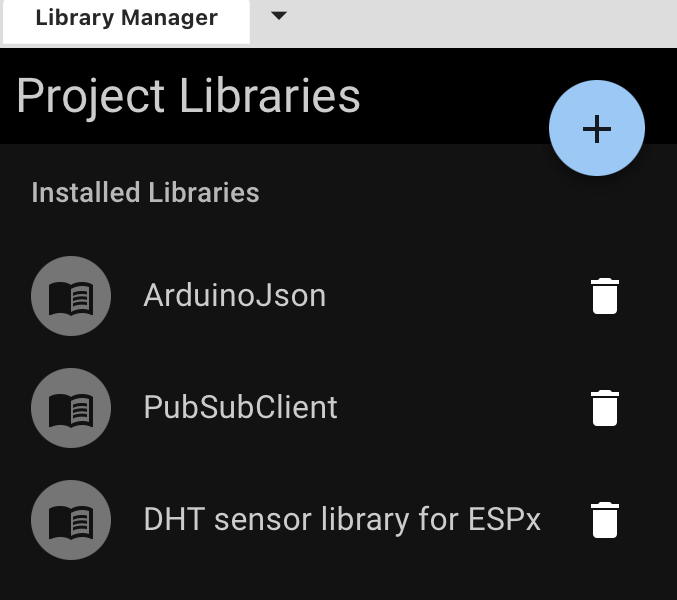 Library Manager
Project Libraries
Installed Libraries
ArduinoJson
PubSubClient
DHT sensor library for ESPx